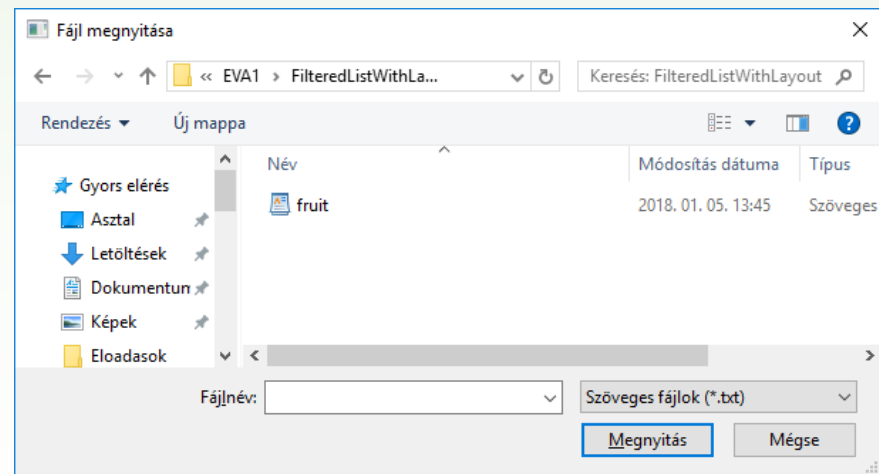 Fájl megnyitása
« EVA1 › FilteredListWithLa...
Keresés: FilteredListWithLayout
Rendezés
Új mappa
Név
Módosítás dátuma
Típus
Gyors elérés
fruit
2018. 01. 05. 13:45
Szöveges
Asztal
Letöltések
Dokumentum
Képek
Eloadasok
Fájlnév:
Szöveges fájlok (*.txt)
Megnyitás
Mégse